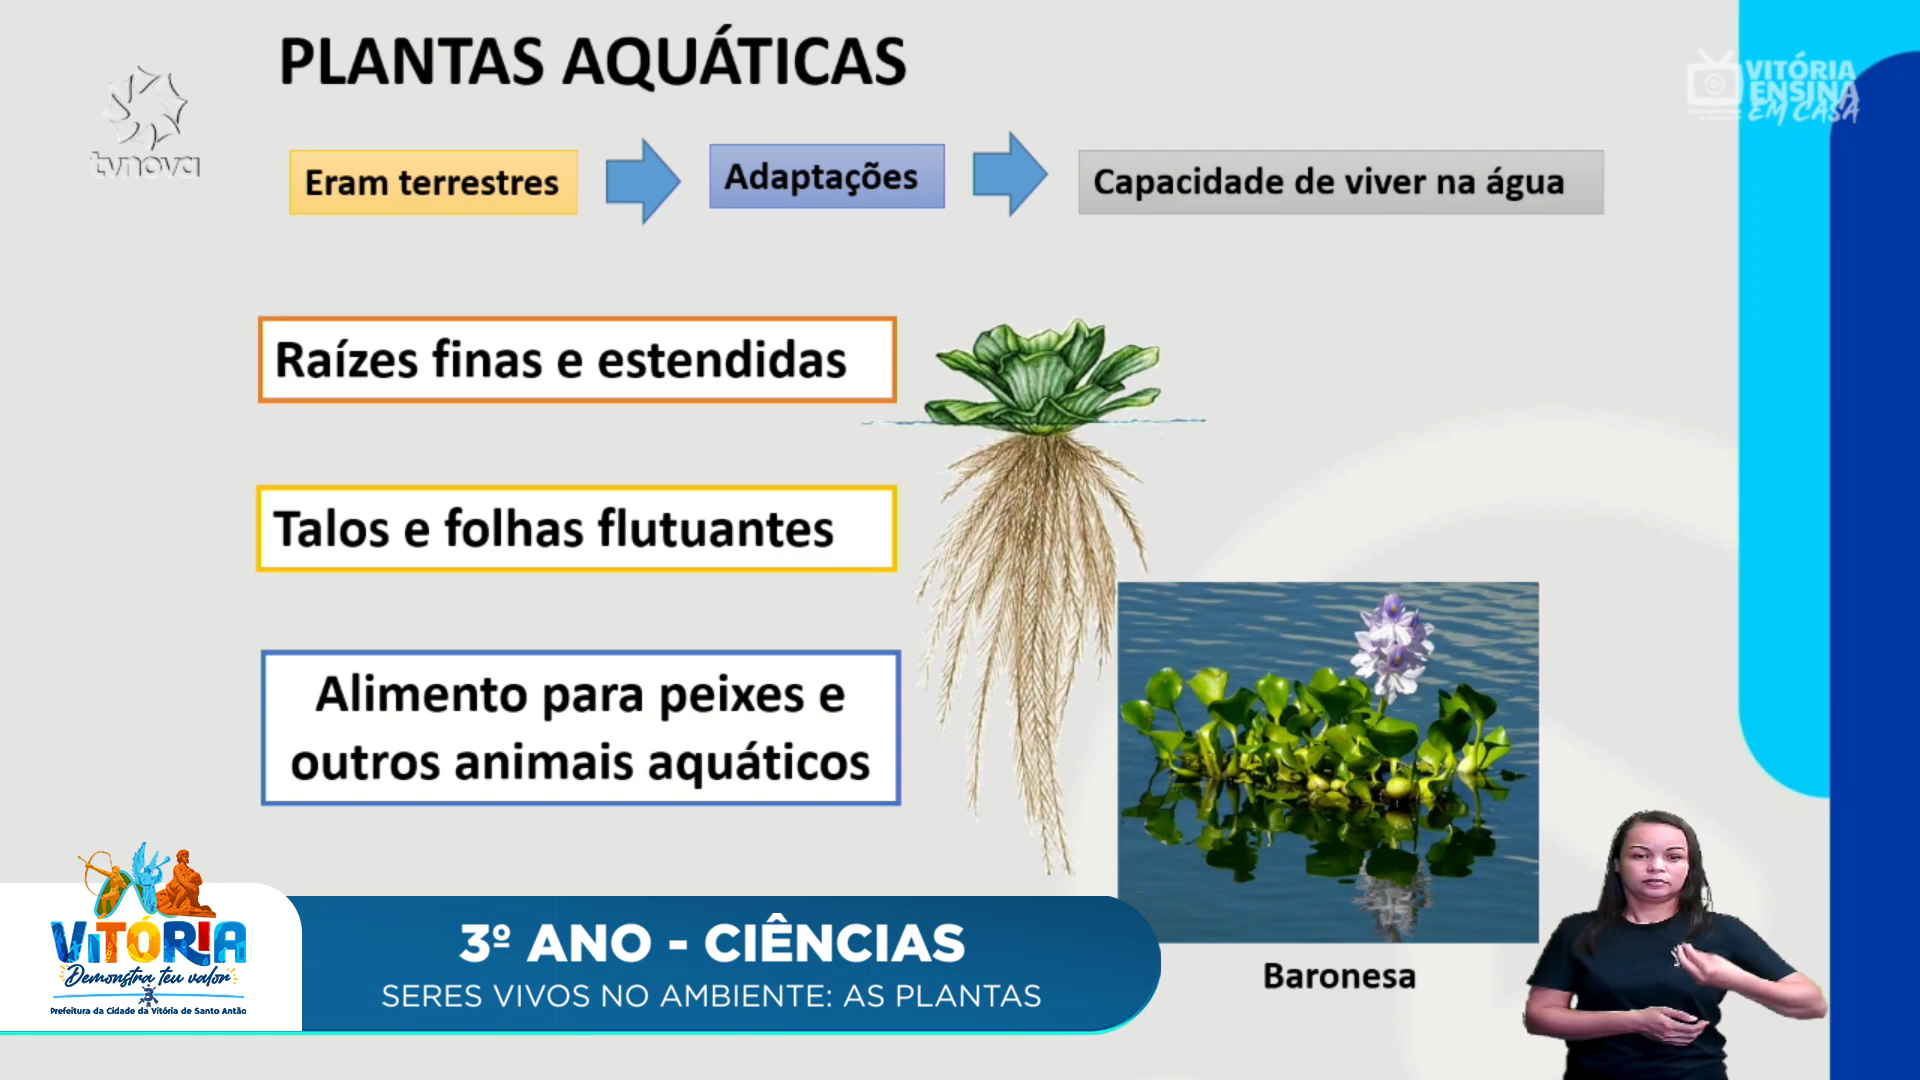 PLANTAS AQUÁTICAS
tvnova
VITÓRIA
ENSINA
EM CASA
Eram terrestres
Adaptações
Capacidade de viver na água
Raízes finas e estendidas
Talos e folhas flutuantes
Alimento para peixes e
outros animais aquáticos
Baronesa
VITÓRIA
Demonstra teu valor
Prefeitura da Cidade da Vitória de Santo Antão
3º ANO - CIÊNCIAS
SERES VIVOS NO AMBIENTE: AS PLANTAS